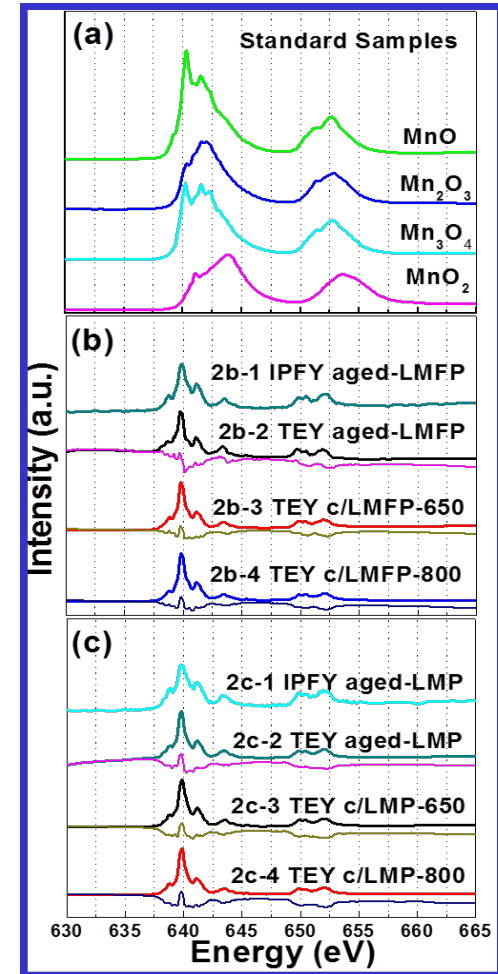 (a) Standard Samples
MnO
Mn₂O₃
Mn₃O₄
MnO₂
Intensity (a.u.)
(b)
2b-1 IPFY aged-LMFP
2b-2 TEY aged-LMFP
2b-3 TEY c/LMFP-650
2b-4 TEY c/LMFP-800
(c)
2c-1 IPFY aged-LMP
2c-2 TEY aged-LMP
2c-3 TEY c/LMP-650
2c-4 TEY c/LMP-800
630 635 640 645 650 655 660 665
Energy (eV)